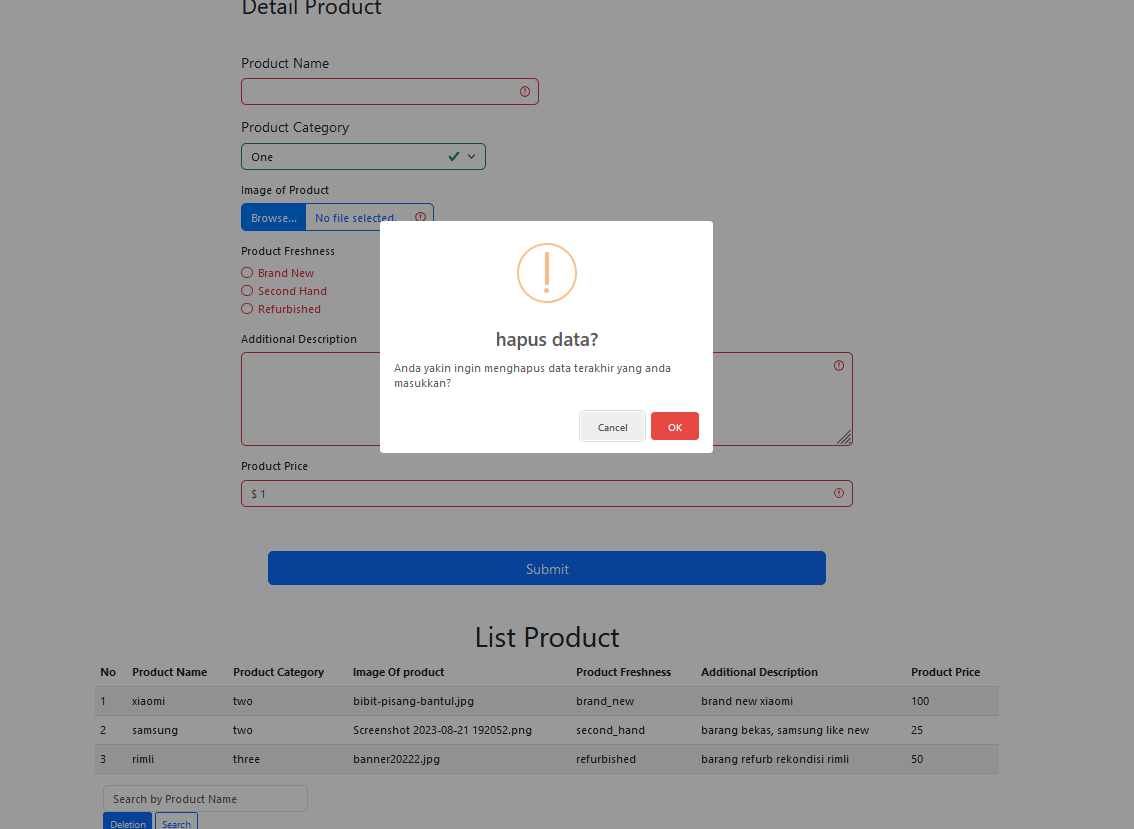 Detail Product
Product Name
Product Category
One
Image of Product
Browse... No file selected.
Product Freshness
Brand New
Second Hand
Refurbished
Additional Description
hapus data?
Anda yakin ingin menghapus data terakhir yang anda
masukkan?
Cancel OK
Product Price
$ 1
Submit
List Product
No Product Name Product Category Image Of product Product Freshness Additional Description Product Price
1 xiaomi two bibit-pisang-bantul.jpg brand_new brand new xiaomi 100
2 samsung two Screenshot 2023-08-21 192052.png second_hand barang bekas, samsung like new 25
3 rimli three banner20222.jpg refurbished barang refurb rekondisi rimli 50
Search by Product Name
Deletion Search